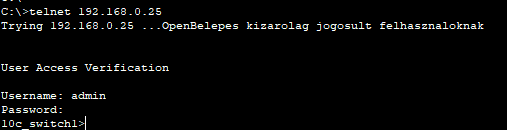 C:\>telnet 192.168.0.25
Trying 192.168.0.25 ...OpenBelepes kizarolag jogosult felhasznaloknak
User Access Verification
Username: admin
Password:
l0c_switch1>